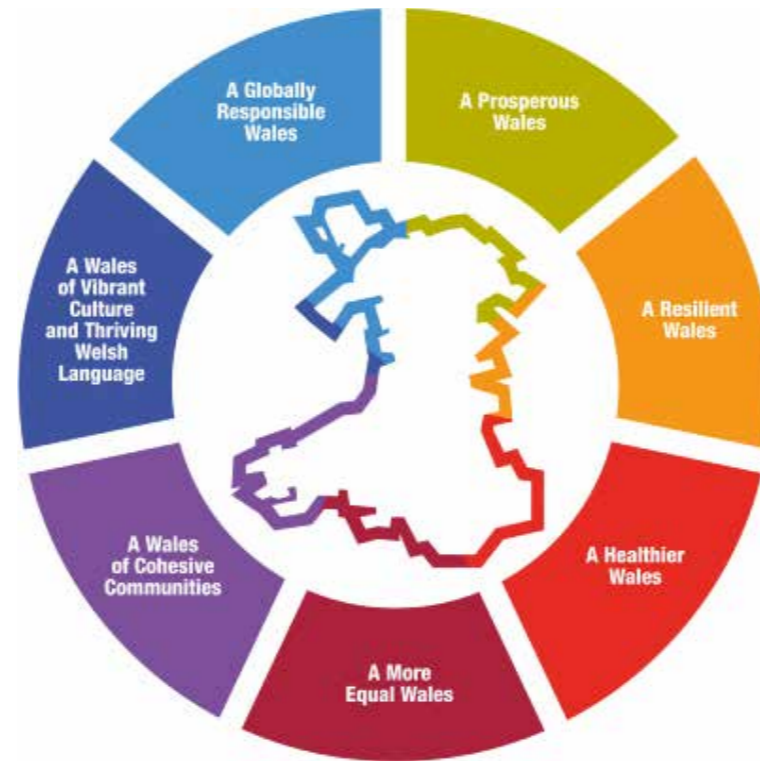 A Globally
Responsible
Wales
A Prosperous
Wales
A Resilient
Wales
A Healthier
Wales
A More
Equal Wales
A Wales
of Cohesive
Communities
A Wales
of Vibrant
Culture
and Thriving
Welsh
Language